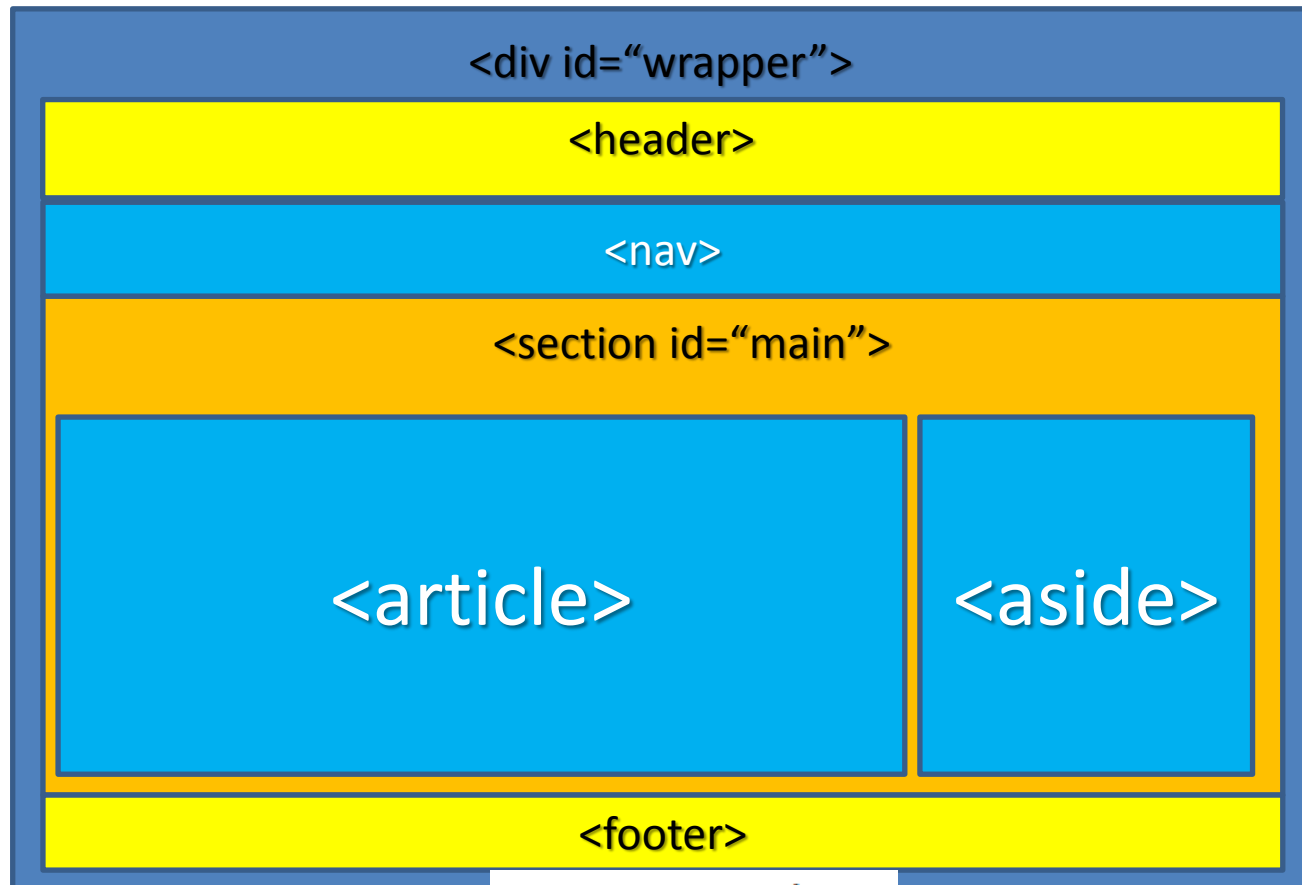 <div id=“wrapper”>
<header>
<nav>
<section id=“main”>
<article>
<aside>
<footer>